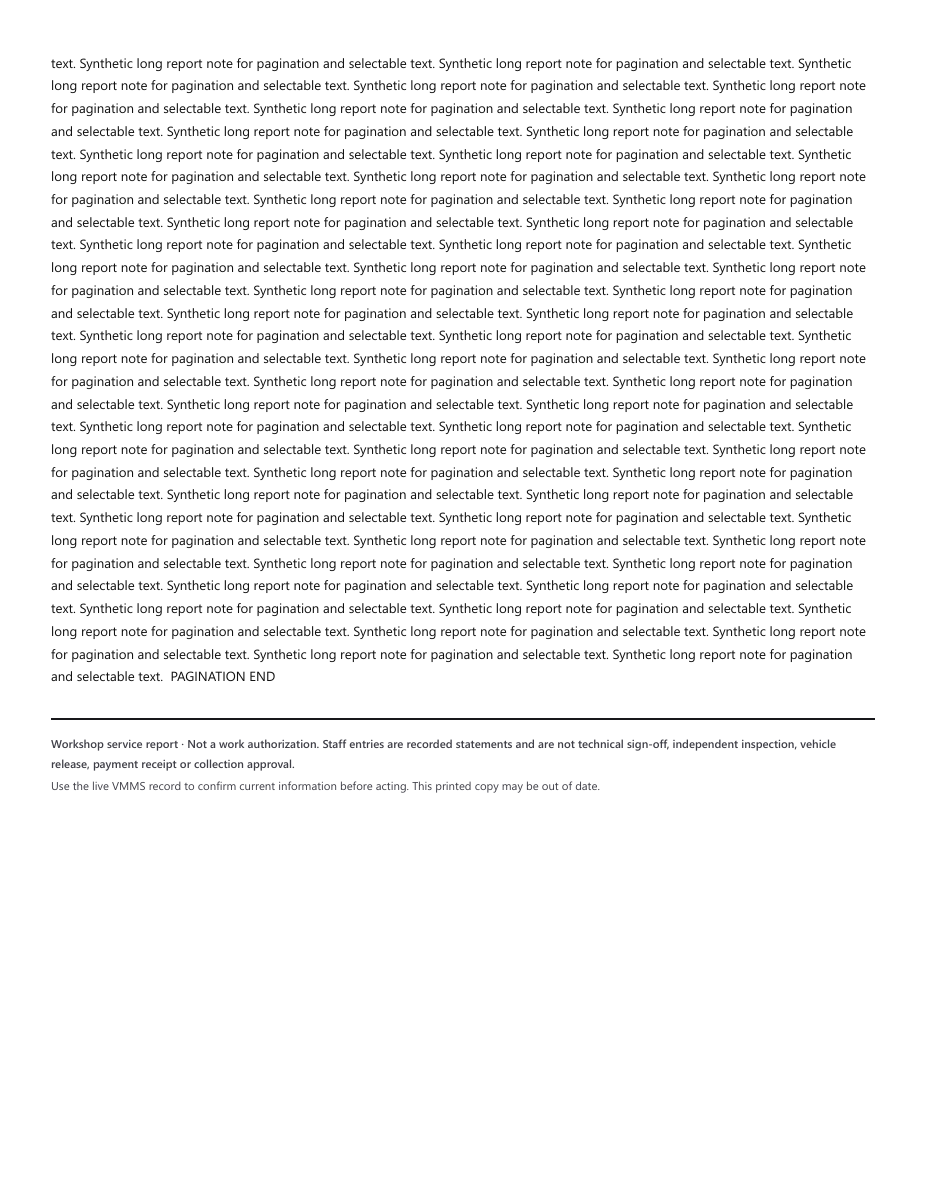 text. Synthetic long report note for pagination and selectable text. Synthetic long report note for pagination and selectable text. Synthetic
long report note for pagination and selectable text. Synthetic long report note for pagination and selectable text. Synthetic long report note
for pagination and selectable text. Synthetic long report note for pagination and selectable text. Synthetic long report note for pagination
and selectable text. Synthetic long report note for pagination and selectable text. Synthetic long report note for pagination and selectable
text. Synthetic long report note for pagination and selectable text. Synthetic long report note for pagination and selectable text. Synthetic
long report note for pagination and selectable text. Synthetic long report note for pagination and selectable text. Synthetic long report note
for pagination and selectable text. Synthetic long report note for pagination and selectable text. Synthetic long report note for pagination
and selectable text. Synthetic long report note for pagination and selectable text. Synthetic long report note for pagination and selectable
text. Synthetic long report note for pagination and selectable text. Synthetic long report note for pagination and selectable text. Synthetic
long report note for pagination and selectable text. Synthetic long report note for pagination and selectable text. Synthetic long report note
for pagination and selectable text. Synthetic long report note for pagination and selectable text. Synthetic long report note for pagination
and selectable text. Synthetic long report note for pagination and selectable text. Synthetic long report note for pagination and selectable
text. Synthetic long report note for pagination and selectable text. Synthetic long report note for pagination and selectable text. Synthetic
long report note for pagination and selectable text. Synthetic long report note for pagination and selectable text. Synthetic long report note
for pagination and selectable text. Synthetic long report note for pagination and selectable text. Synthetic long report note for pagination
and selectable text. Synthetic long report note for pagination and selectable text. Synthetic long report note for pagination and selectable
text. Synthetic long report note for pagination and selectable text. Synthetic long report note for pagination and selectable text. Synthetic
long report note for pagination and selectable text. Synthetic long report note for pagination and selectable text. Synthetic long report note
for pagination and selectable text. Synthetic long report note for pagination and selectable text. Synthetic long report note for pagination
and selectable text. Synthetic long report note for pagination and selectable text. Synthetic long report note for pagination and selectable
text. Synthetic long report note for pagination and selectable text. Synthetic long report note for pagination and selectable text. Synthetic
long report note for pagination and selectable text. Synthetic long report note for pagination and selectable text. Synthetic long report note
for pagination and selectable text. Synthetic long report note for pagination and selectable text. Synthetic long report note for pagination
and selectable text. Synthetic long report note for pagination and selectable text. Synthetic long report note for pagination and selectable
text. Synthetic long report note for pagination and selectable text. Synthetic long report note for pagination and selectable text. Synthetic
long report note for pagination and selectable text. Synthetic long report note for pagination and selectable text. Synthetic long report note
for pagination and selectable text. Synthetic long report note for pagination and selectable text. Synthetic long report note for pagination
and selectable text.  PAGINATION END
Workshop service report · Not a work authorization. Staff entries are recorded statements and are not technical sign-off, independent inspection, vehicle
release, payment receipt or collection approval.
Use the live VMMS record to confirm current information before acting. This printed copy may be out of date.